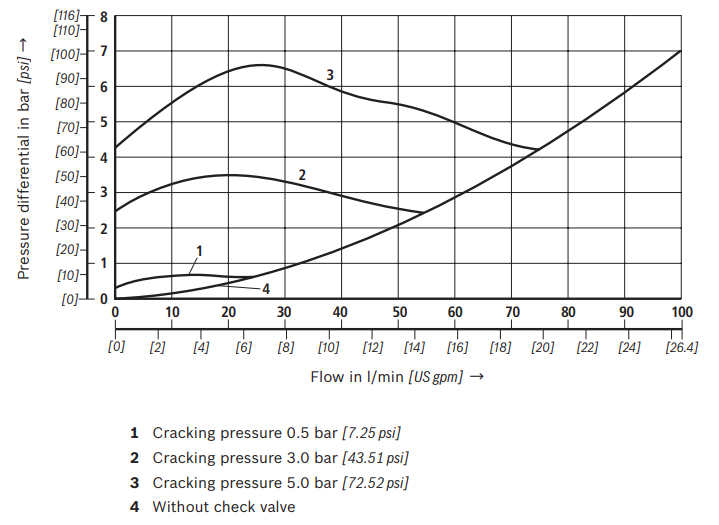 Pressure differential in bar [psi] →
[116] 8
[110]
[100] 7
[90]
6
[80]
[70] 5
[60]
4
[50]
3
[40]
[30] 2
[20]
1
[10]
[0] 0
3
2
1
4
0 10 20 30 40 50 60 70 80 90 100
[0] [2] [4] [6] [8] [10] [12] [14] [16] [18] [20] [22] [24] [26.4]
Flow in l/min [US gpm] →
1 Cracking pressure 0.5 bar [7.25 psi]
2 Cracking pressure 3.0 bar [43.51 psi]
3 Cracking pressure 5.0 bar [72.52 psi]
4 Without check valve